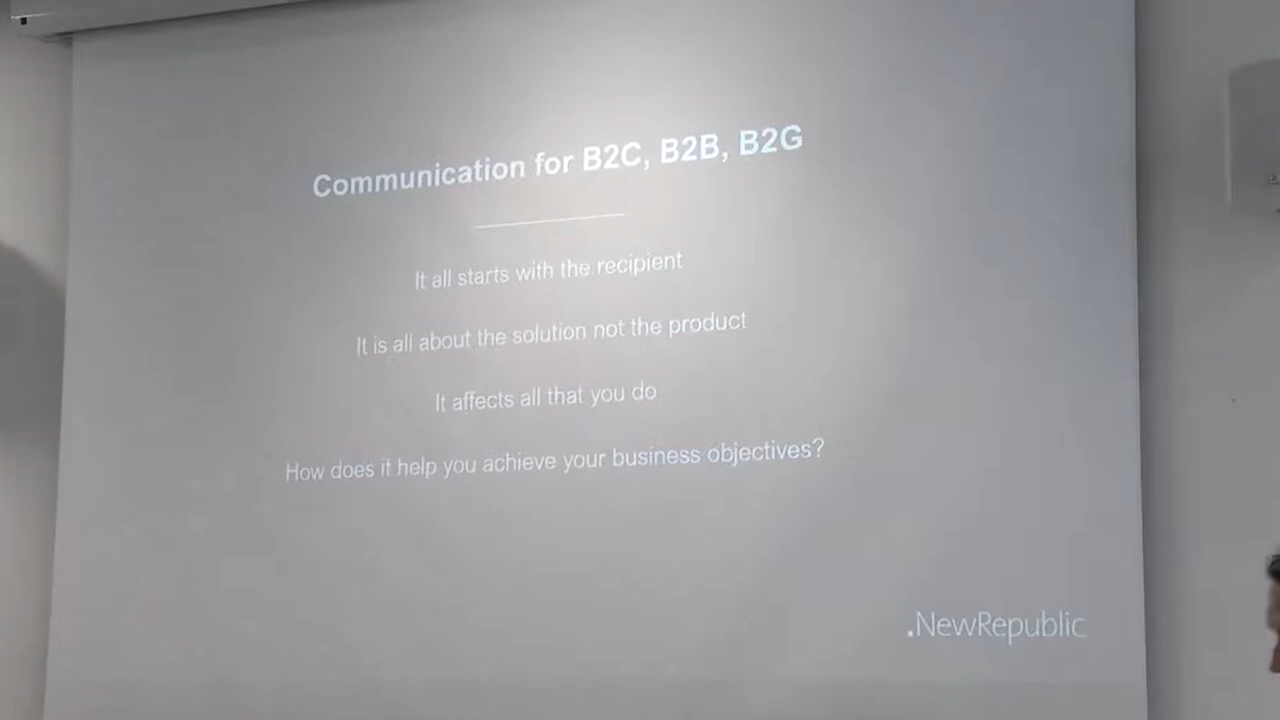 Communication for B2C, B2B, B2G
It all starts with the recipient
It is all about the solution not the product
It affects all that you do
How does it help you achieve your business objectives?
.NewRepublic